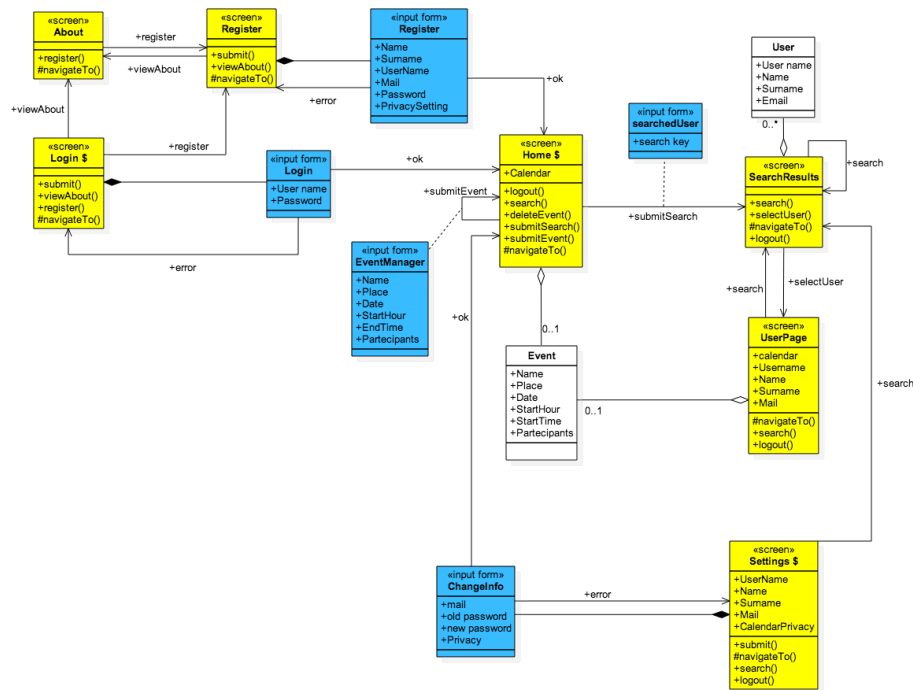 «screen»
About
+register()
#navigateTo()
+register
+viewAbout
«screen»
Register
+submit()
+viewAbout()
#navigateTo()
«input form»
Register
+Name
+Surname
+UserName
+Mail
+Password
+PrivacySetting
+error
+ok
+viewAbout
«screen»
Login $
+submit()
+viewAbout()
+register()
#navigateTo()
+register
«input form»
Login
+User name
+Password
+ok
+error
«screen»
Home $
+Calendar
+logout()
+search()
+deleteEvent()
+submitSearch()
+submitEvent()
#navigateTo()
+submitEvent
«input form»
EventManager
+Name
+Place
+Date
+StartHour
+EndTime
+Partecipants
«input form»
searchedUser
+search key
+submitSearch
User
+User name
+Name
+Surname
+Email
0..*
«screen»
SearchResults
+search()
+selectUser()
#navigateTo()
+logout()
+search
+search
+selectUser
«screen»
UserPage
+calendar
+Username
+Name
+Surname
+Mail
#navigateTo()
+search()
+logout()
+ok
0..1
Event
+Name
+Place
+Date
+StartHour
+StartTime
+Partecipants
0..1
+search
«input form»
ChangeInfo
+mail
+old password
+new password
+Privacy
+error
«screen»
Settings $
+UserName
+Name
+Surname
+Mail
+CalendarPrivacy
+submit()
#navigateTo()
+search()
+logout()